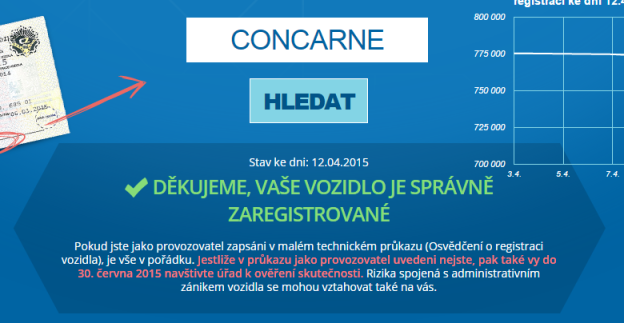 registrací ke dni 12.4
800 000
CONCARNE
775 000
HLEDAT
750 000
725 000
700 000
3.4.
5.4.
7.4.
Stav ke dni: 12.04.2015
DĚKUJEME, VAŠE VOZIDLO JE SPRÁVNĚ
ZAREGISTROVANÉ
Pokud jste jako provozovatel zapsáni v malém technickém průkazu (Osvědčení o registraci
vozidla), je vše v pořádku. Jestliže v průkazu jako provozovatel uvedeni nejste, pak také vy do
30. června 2015 navštivte úřad k ověření skutečnosti. Rizika spojená s administrativním
zánikem vozidla se mohou vztahovat také na vás.